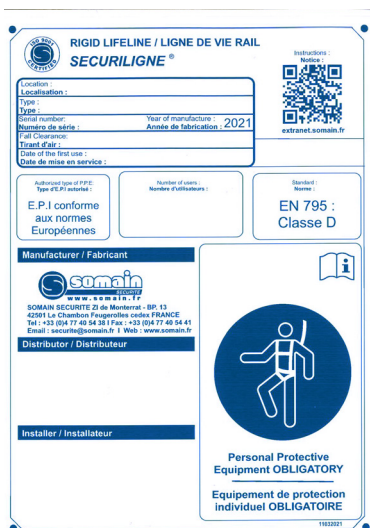 ISO 9001
CERTIFIED
RIGID LIFELINE / LIGNE DE VIE RAIL
SECURILIGNE ®
Instructions :
Notice :
extranet.somain.fr
Location :
Localisation :
Type :
Type :
Serial number:
Numéro de série :
Year of manufacture :
Année de fabrication :
2021
Fall Clearance:
Tirant d'air :
Date of the first use :
Date de mise en service :
Authorized type of P.P.E:
Type d'E.P.I autorisé :
E.P.I conforme
aux normes
Européennes
Number of users :
Nombre d'utilisateurs :
Standard :
Norme :
EN 795 :
Classe D
Manufacturer / Fabricant
somain
SECURITE
www.somain.fr
SOMAIN SECURITE ZI de Monterrat - BP. 13
42501 Le Chambon Feugerolles cedex FRANCE
Tel : +33 (0)4 77 40 54 38 I Fax : +33 (0)4 77 40 54 41
Email : securite@somain.fr I Web : www.somain.fr
Distributor / Distributeur
Installer / Installateur
i
Personal Protective
Equipment OBLIGATORY
Equipement de protection
individuel OBLIGATOIRE
11032021